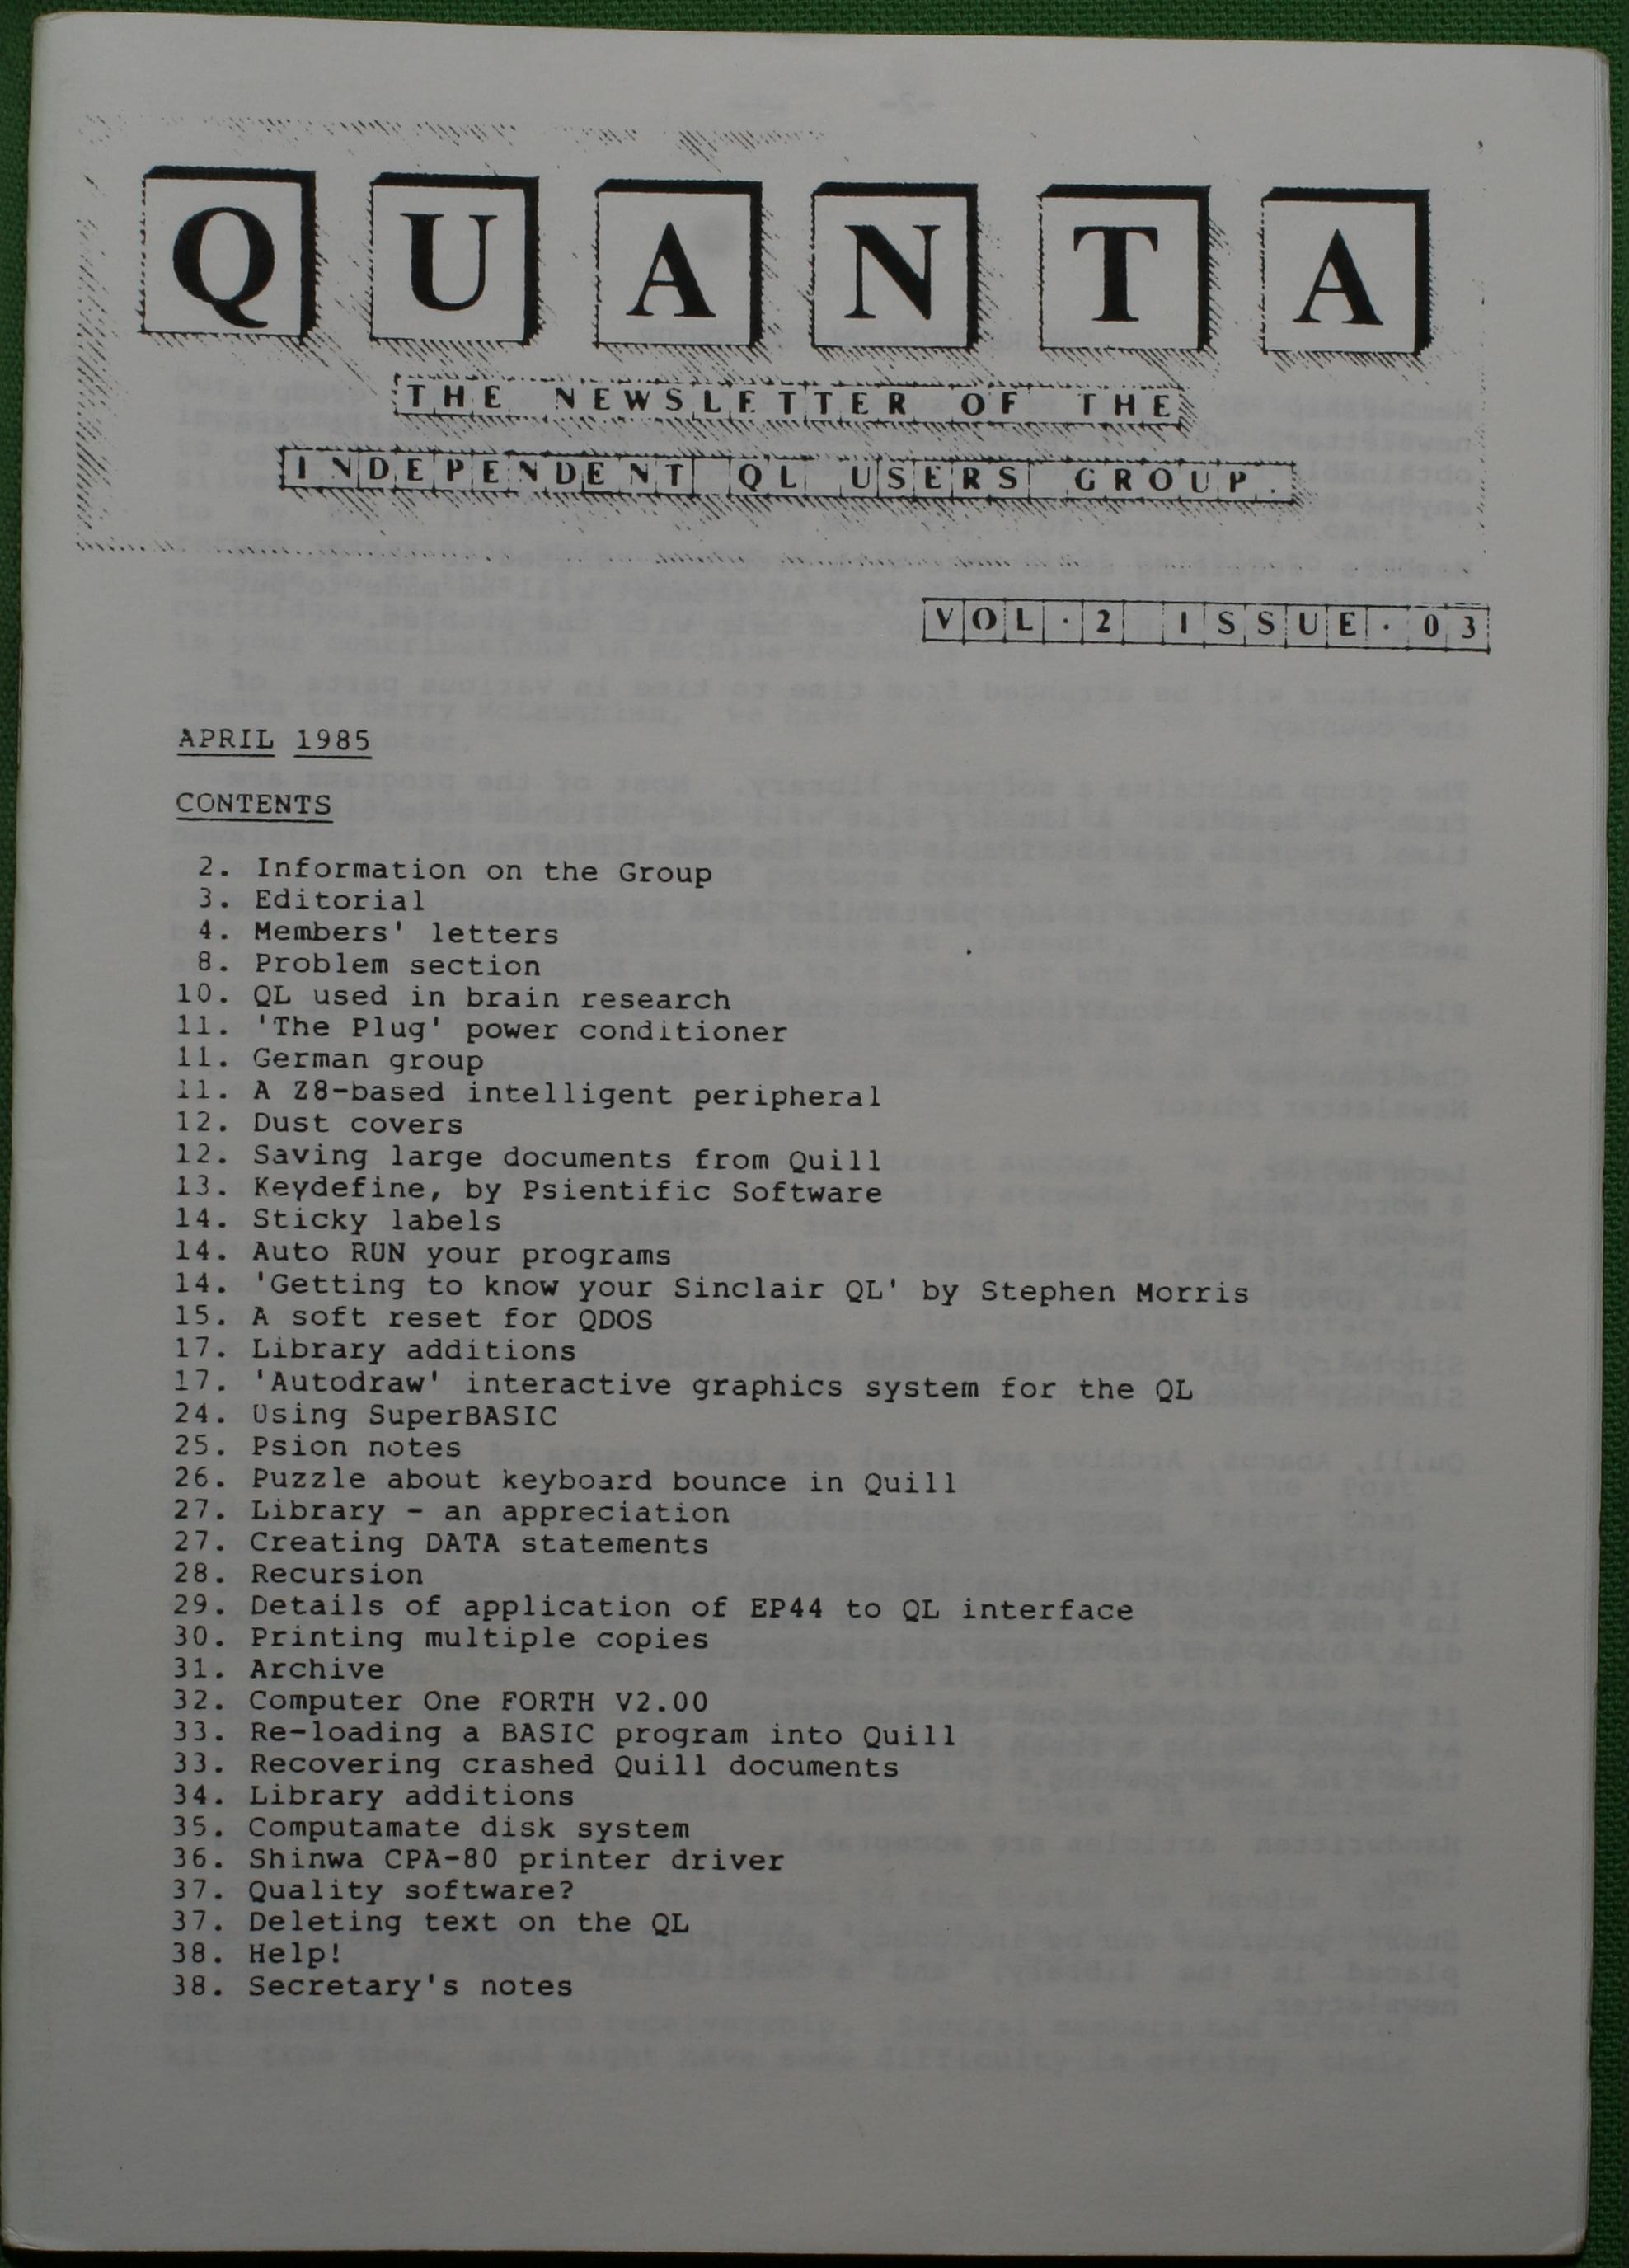 QUANTA
THE NEWSLETTER OF THE
INDEPENDENT QL USERS GROUP.
VOL·2 ISSUE·03
APRIL 1985
CONTENTS
2. Information on the Group
3. Editorial
4. Members' letters
8. Problem section
10. QL used in brain research
11. 'The Plug' power conditioner
11. German group
11. A Z8-based intelligent peripheral
12. Dust covers
12. Saving large documents from Quill
13. Keydefine, by Psientific Software
14. Sticky labels
14. Auto RUN your programs
14. 'Getting to know your Sinclair QL' by Stephen Morris
15. A soft reset for QDOS
17. Library additions
17. 'Autodraw' interactive graphics system for the QL
24. Using SuperBASIC
25. Psion notes
26. Puzzle about keyboard bounce in Quill
27. Library - an appreciation
27. Creating DATA statements
28. Recursion
29. Details of application of EP44 to QL interface
30. Printing multiple copies
31. Archive
32. Computer One FORTH V2.00
33. Re-loading a BASIC program into Quill
33. Recovering crashed Quill documents
34. Library additions
35. Computamate disk system
36. Shinwa CPA-80 printer driver
37. Quality software?
37. Deleting text on the QL
38. Help!
38. Secretary's notes